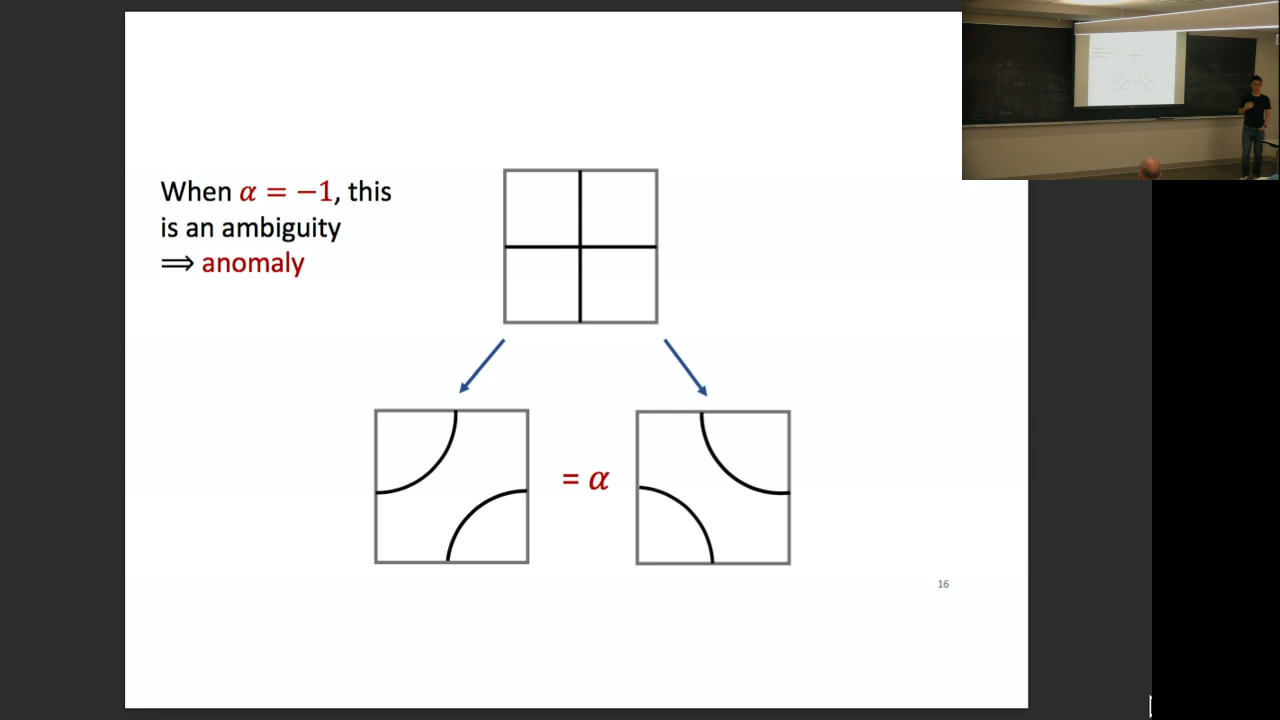 When α = −1, this
is an ambiguity
⟹ anomaly
= α
16